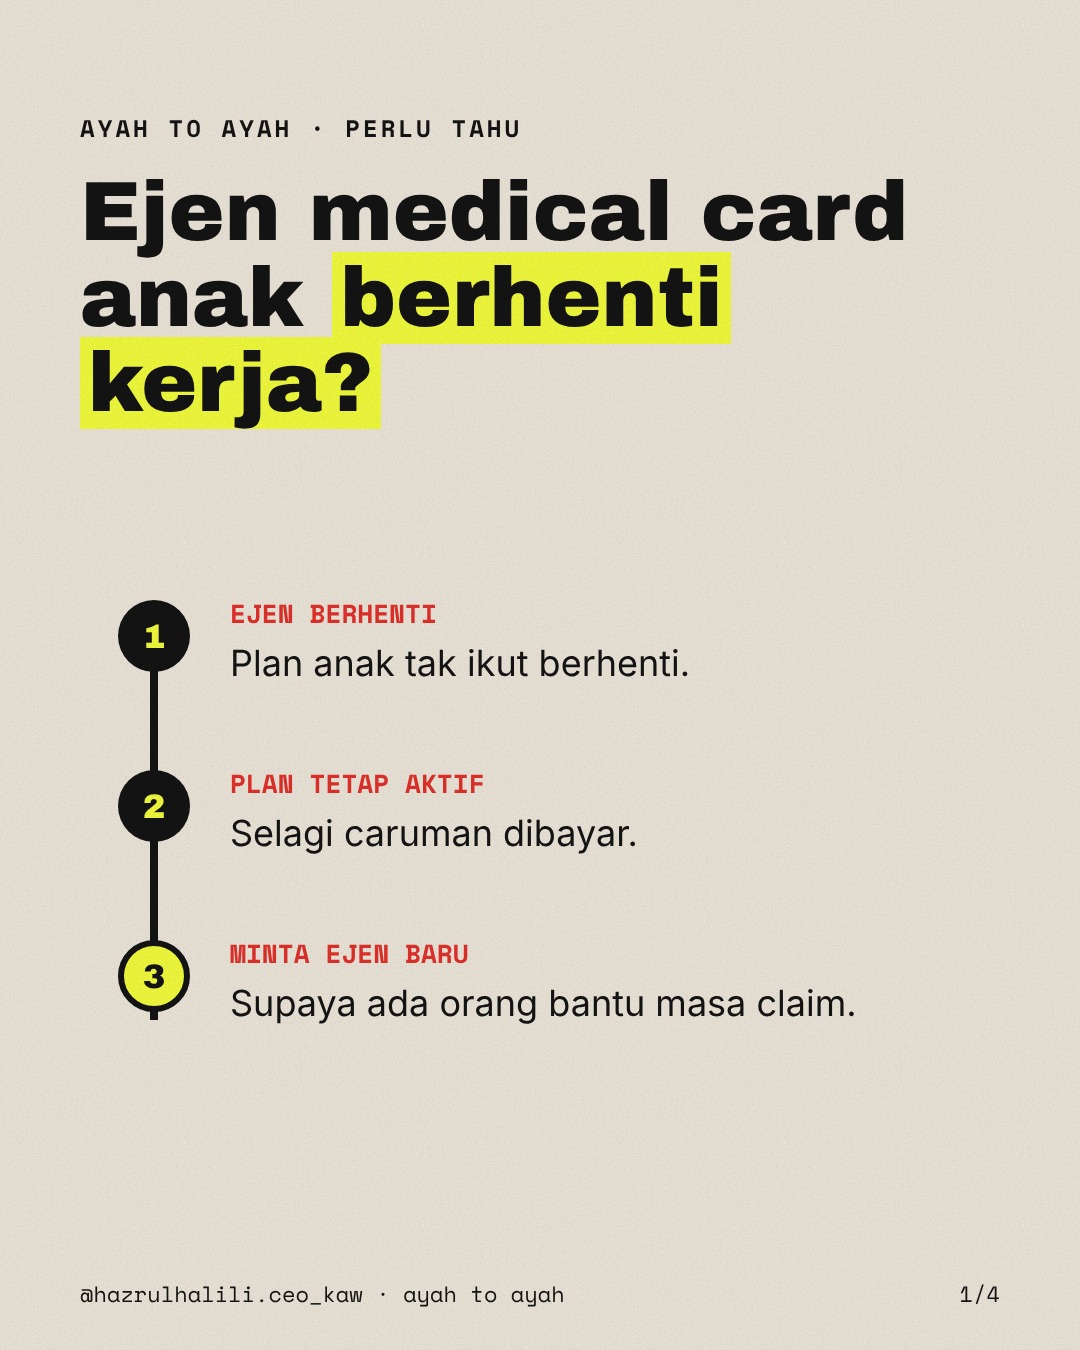 AYAH TO AYAH · PERLU TAHU
Ejen medical card
anak berhenti
kerja?
1
EJEN BERHENTI
Plan anak tak ikut berhenti.
2
PLAN TETAP AKTIF
Selagi caruman dibayar.
3
MINTA EJEN BARU
Supaya ada orang bantu masa claim.
@hazrulhalili.ceo_kaw · ayah to ayah
1/4